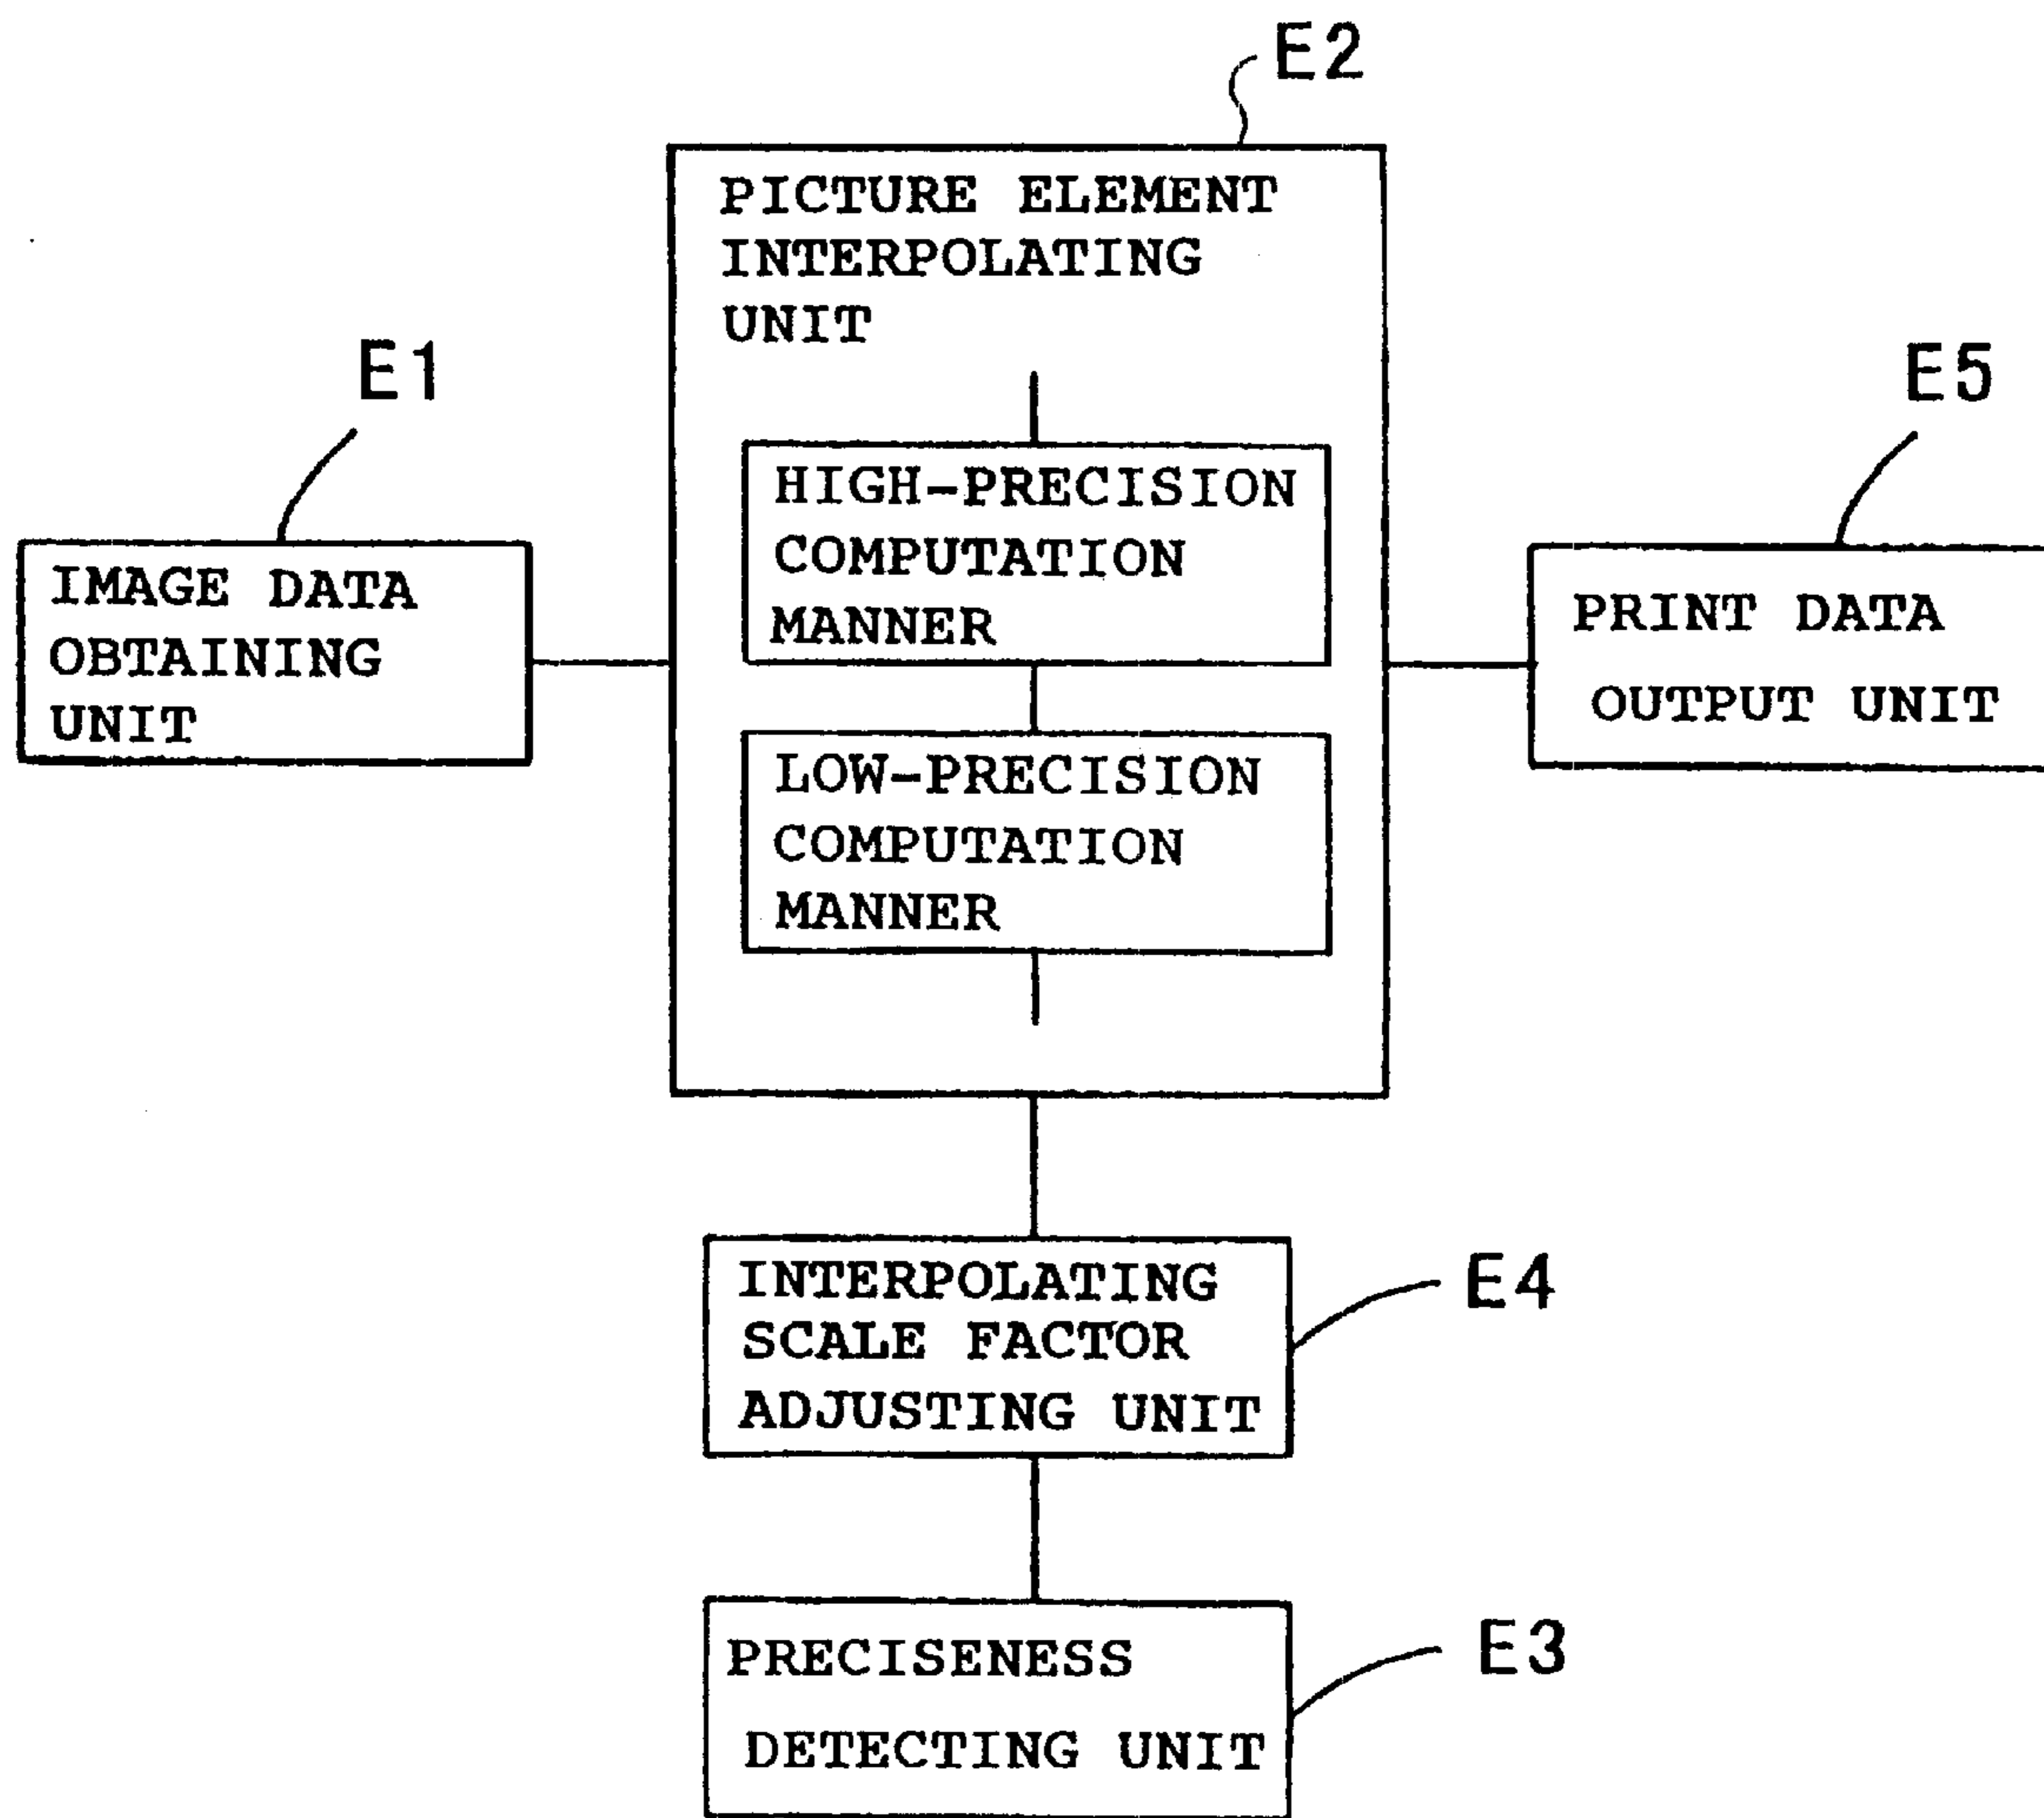 E2
PICTURE ELEMENT
INTERPOLATING
UNIT
E1
E5
HIGH-PRECISION
COMPUTATION
MANNER
IMAGE DATA
OBTAINING
UNIT
PRINT DATA
OUTPUT UNIT
LOW-PRECISION
COMPUTATION
MANNER
INTERPOLATING
SCALE FACTOR
ADJUSTING UNIT
E4
PRECISENESS
DETECTING UNIT
E3